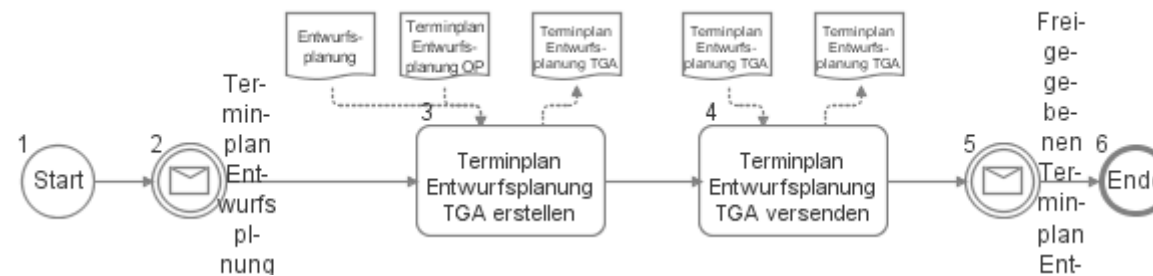 Entwurfs-
planung
Terminplan
Entwurfs-
planung OP
Terminplan
Entwurfs-
planung TGA
Terminplan
Entwurfs-
planung TGA
Terminplan
Entwurfs-
planung TGA
1
Start
2
Ter-
min-
plan
Ent-
wurfs
pl-
nung
3
Terminplan
Entwurfsplanung
TGA erstellen
4
Terminplan
Entwurfsplanung
TGA versenden
5
Frei-
gege-
be-
nen
Ter-
min-
plan
Ent-
6
Ende